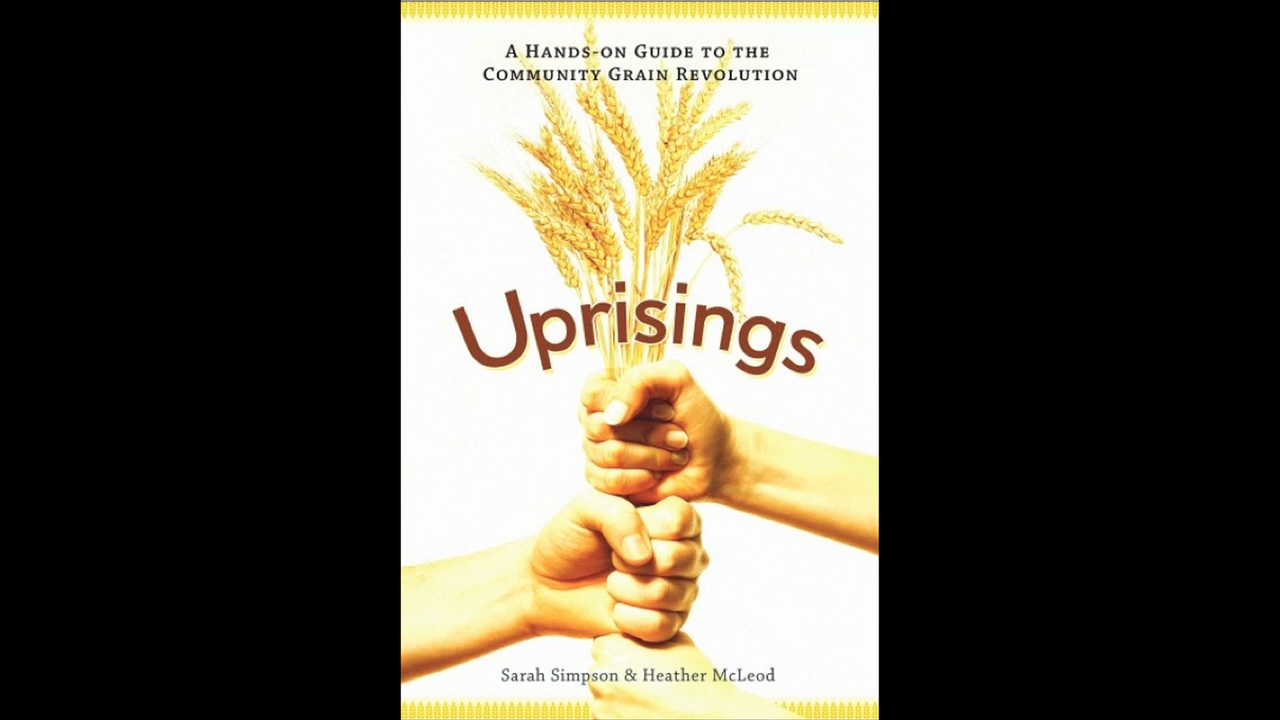 A Hands-on Guide to the
Community Grain Revolution
Uprisings
Sarah Simpson & Heather McLeod